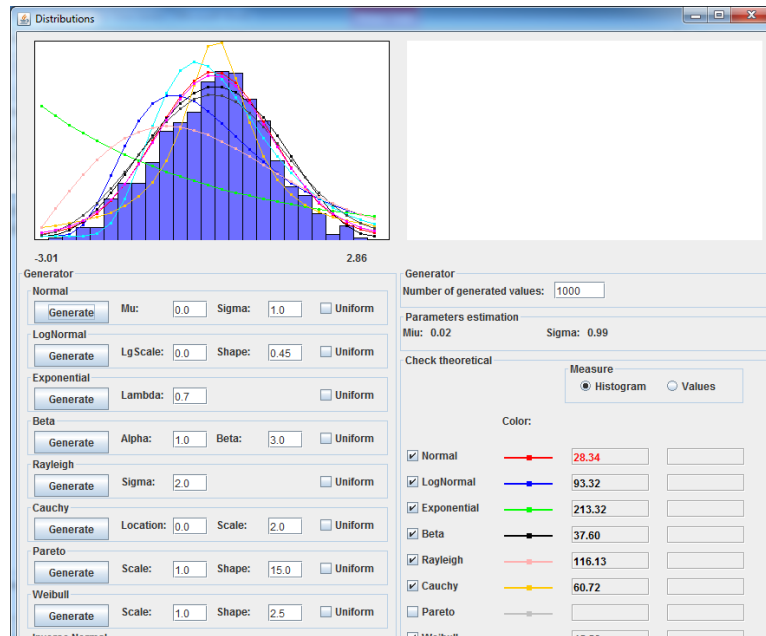 Distributions
-3.01 2.86
Generator
Normal
Generate Mu: 0.0 Sigma: 1.0 Uniform
LogNormal
Generate LgScale: 0.0 Shape: 0.45 Uniform
Exponential
Generate Lambda: 0.7 Uniform
Beta
Generate Alpha: 1.0 Beta: 3.0 Uniform
Rayleigh
Generate Sigma: 2.0 Uniform
Cauchy
Generate Location: 0.0 Scale: 2.0 Uniform
Pareto
Generate Scale: 1.0 Shape: 15.0 Uniform
Weibull
Generate Scale: 1.0 Shape: 2.5 Uniform
Inverse Normal
Generator
Number of generated values: 1000
Parameters estimation
Miu: 0.02 Sigma: 0.99
Check theoretical
Measure
Histogram Values
Color:
Normal 28.34
LogNormal 93.32
Exponential 213.32
Beta 37.60
Rayleigh 116.13
Cauchy 60.72
Pareto
Weibull